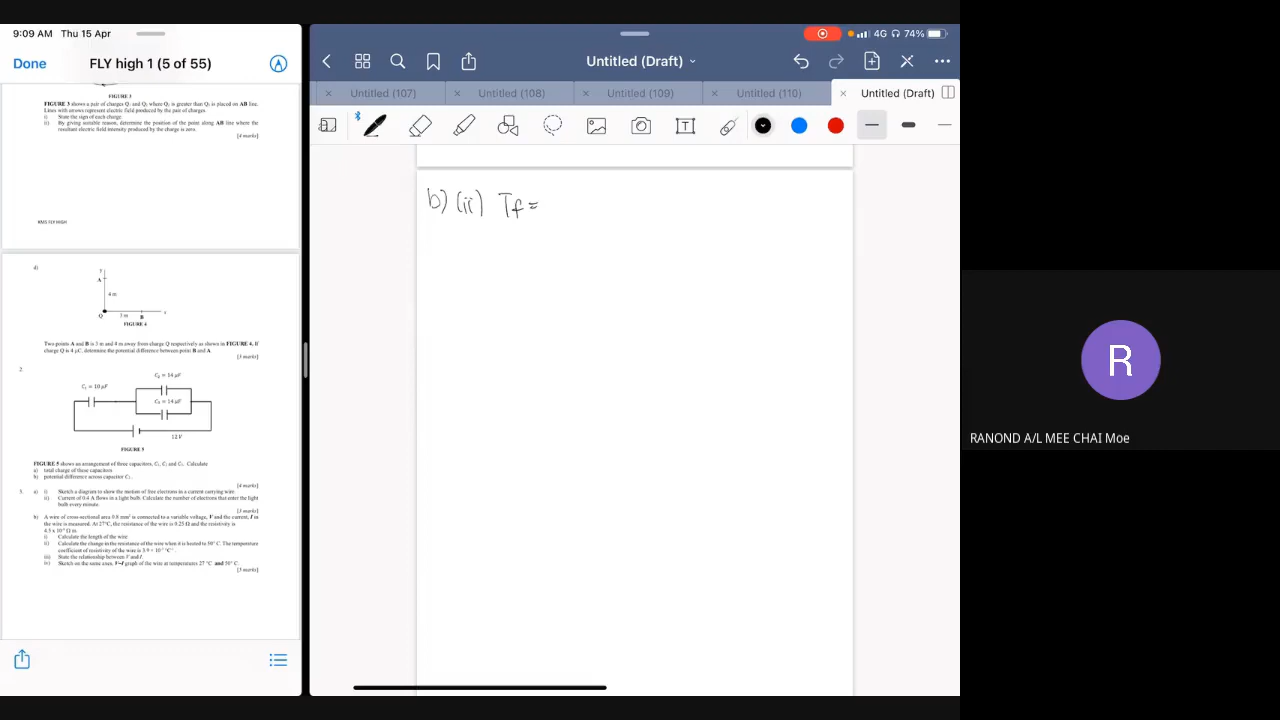 9:09 AM Thu 15 Apr
Done
FLY high 1 (5 of 55)
FIGURE 3
FIGURE 3 shows a pair of charges Q₁ and Q₂ where Q₁ is greater than Q₂ is placed on AB line.
Lines with arrows represent electric field produced by the pair of charges.
i) State the sign of each charge
ii) By giving suitable reason, determine the position of the point along AB line where the
resultant electric field intensity produced by the charge is zero.
[4 marks]
KMS FLY HIGH
d)
y
A
4 m
Q
3 m
B
x
FIGURE 4
Two points A and B is 3 m and 4 m away from charge Q respectively as shown in FIGURE 4. If
charge Q is 4 μC, determine the potential difference between point B and A
[3 marks]
2.
C₂ = 14 μF
C₁ = 10 μF
C₃ = 14 μF
12 V
FIGURE 5
FIGURE 5 shows an arrangement of three capacitors, C₁, C₂ and C₃. Calculate
a) total charge of three capacitors
b) potential difference across capacitor C₂.
[4 marks]
3.
a) i) Sketch a diagram to show the motion of free electrons in a current carrying wire
ii) Current of 0.4 A flows in a light bulb. Calculate the number of electrons that enter the light
bulb every minute.
[3 marks]
b) A wire of cross-sectional area 0.8 mm² is connected to a variable voltage, V and the current, I in
the wire is measured. At 27°C, the resistance of the wire is 0.25 Ω and the resistivity is
i) Calculate the length of the wire
ii) Calculate the change in the resistance of the wire when it is heated to 50° C. The temperature
iii) State the relationship between V and I.
iv) Sketch on the same axes, V-I graph of the wire at temperatures 27 °C and 50° C.
[5 marks]
4G 74%
Untitled (Draft)
Untitled (107)
Untitled (108)
Untitled (109)
Untitled (110)
Untitled (Draft)
b) (ii) Tf =
R
RANOND A/L MEE CHAI Moe